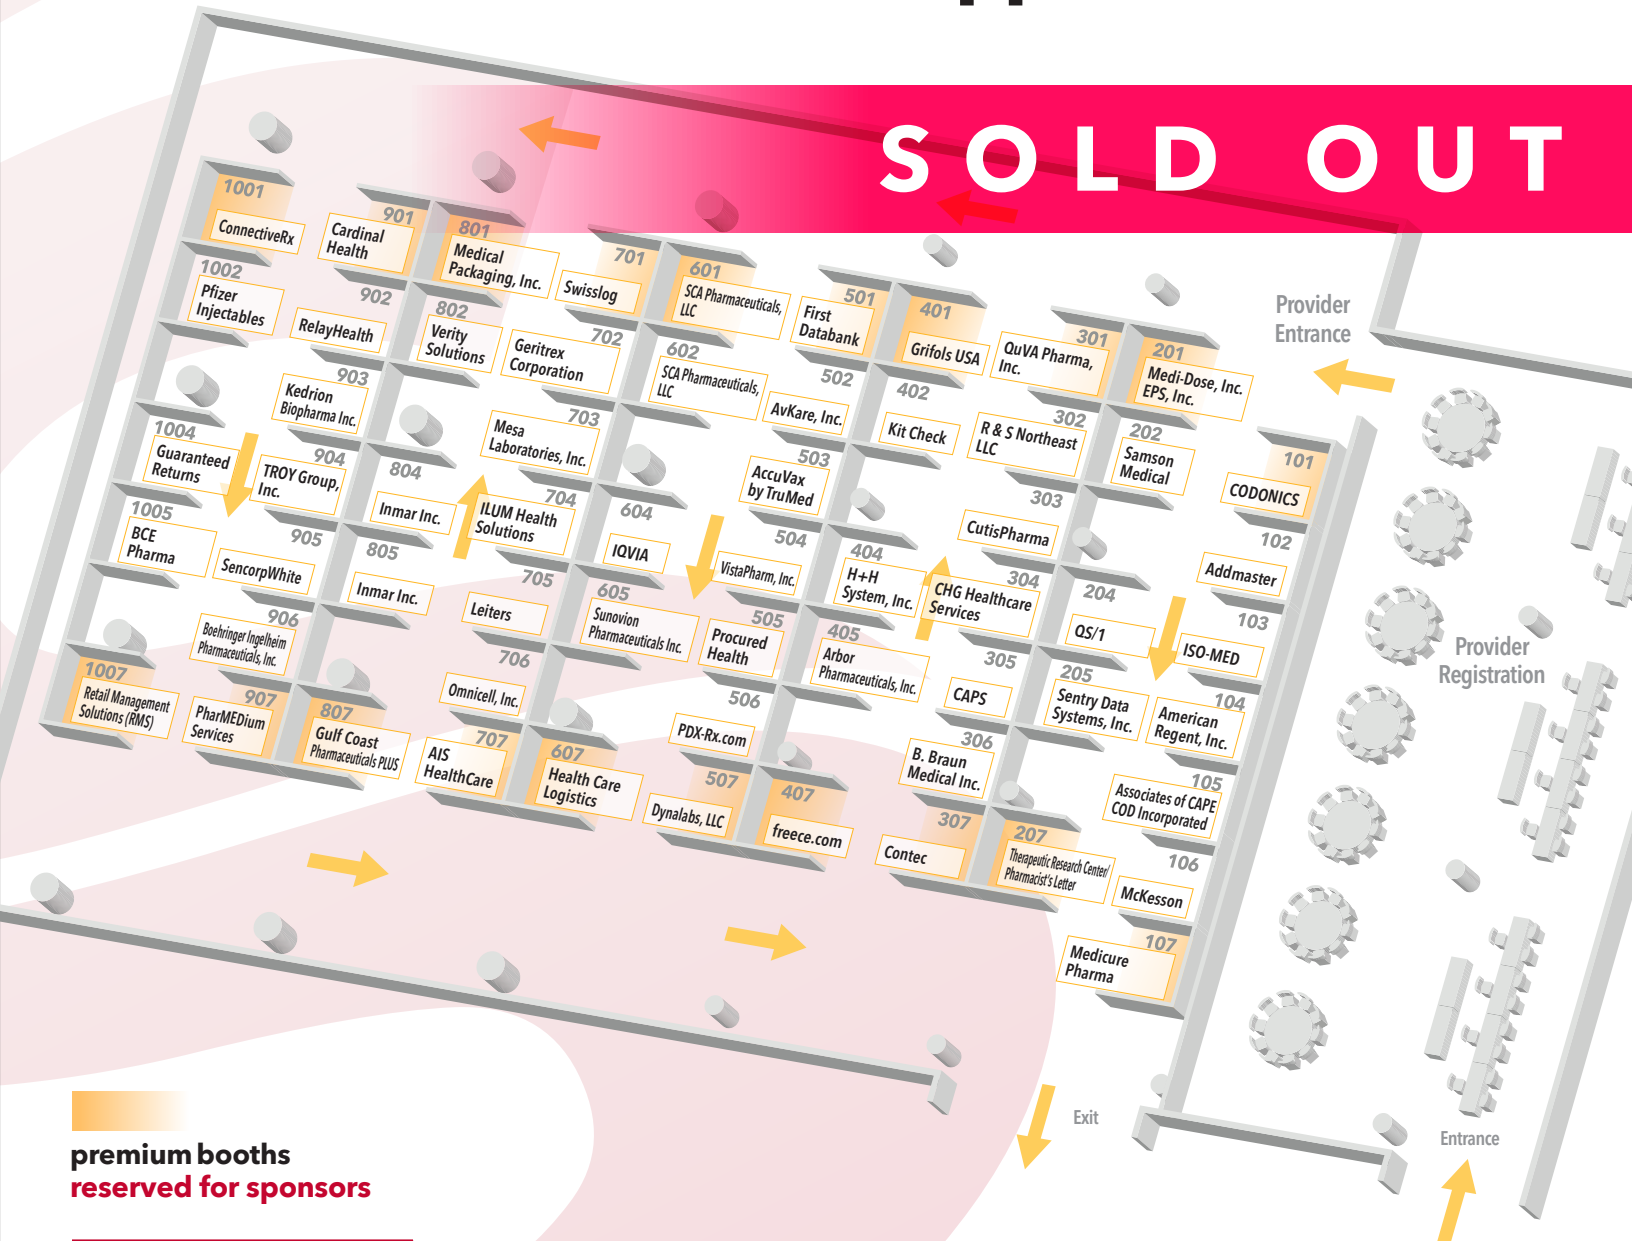 SOLD OUT
1001
ConnectiveRx
901
Cardinal
Health
801
Medical
Packaging, Inc.
701
Swisslog
601
SCA Pharmaceuticals,
LLC
501
First
Databank
401
Grifols USA
301
QuVA Pharma,
Inc.
201
Medi-Dose, Inc.
EPS, Inc.
Provider
Entrance
1002
Pfizer
Injectables
902
RelayHealth
802
Verity
Solutions
702
Geritrex
Corporation
602
SCA Pharmaceuticals,
LLC
502
AvKare, Inc.
402
Kit Check
302
R & S Northeast
LLC
202
Samson
Medical
101
CODONICS
903
Kedrion
Biopharma Inc.
703
Mesa
Laboratories, Inc.
503
AccuVax
by TruMed
303
CutisPharma
102
Addmaster
1004
Guaranteed
Returns
904
TROY Group,
Inc.
804
Inmar Inc.
704
ILUM Health
Solutions
604
IQVIA
504
VistaPharm, Inc.
404
H+H
System, Inc.
304
CHG Healthcare
Services
204
QS/1
103
ISO-MED
1005
BCE
Pharma
905
SencorpWhite
805
Inmar Inc.
705
Leiters
605
Sunovion
Pharmaceuticals Inc.
505
Procured
Health
405
Arbor
Pharmaceuticals, Inc.
305
CAPS
205
Sentry Data
Systems, Inc.
104
American
Regent, Inc.
Provider
Registration
906
Boehringer Ingelheim
Pharmaceuticals, Inc.
706
Omnicell, Inc.
506
PDX-Rx.com
306
B. Braun
Medical Inc.
105
Associates of CAPE
COD Incorporated
1007
Retail Management
Solutions (RMS)
907
PharMEDium
Services
807
Gulf Coast
Pharmaceuticals PLUS
707
AIS
HealthCare
607
Health Care
Logistics
507
Dynalabs, LLC
407
freece.com
307
Contec
207
Therapeutic Research Center/
Pharmacist's Letter
106
McKesson
107
Medicure
Pharma
Exit
Entrance
premium booths
reserved for sponsors